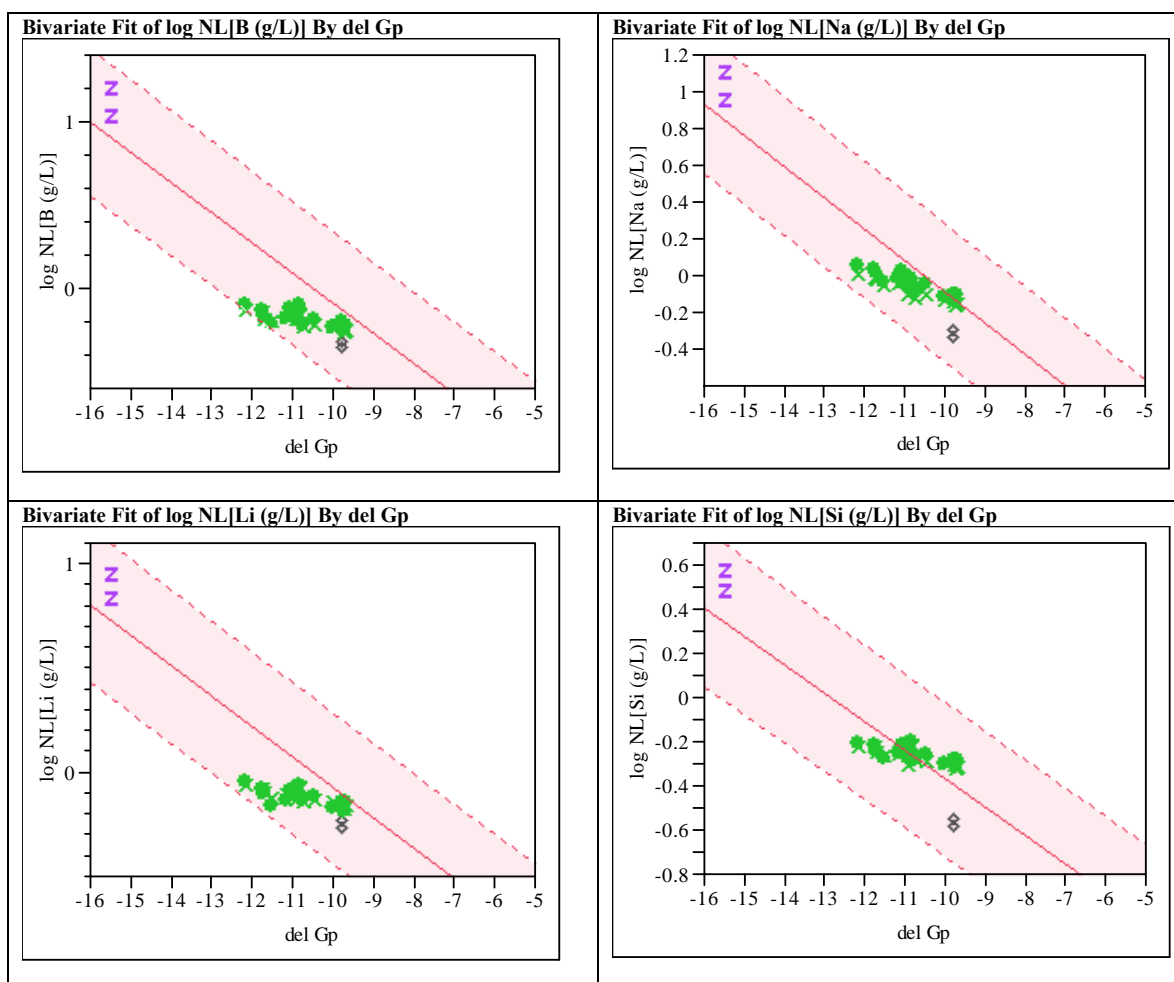 Bivariate Fit of log NL[B (g/L)] By del Gp
log NL[B (g/L)]
1
0
-16 -15 -14 -13 -12 -11 -10 -9 -8 -7 -6 -5
del Gp
Bivariate Fit of log NL[Na (g/L)] By del Gp
log NL[Na (g/L)]
1.2
1
0.8
0.6
0.4
0.2
0
-0.2
-0.4
-16 -15 -14 -13 -12 -11 -10 -9 -8 -7 -6 -5
del Gp
Bivariate Fit of log NL[Li (g/L)] By del Gp
log NL[Li (g/L)]
1
0
-16 -15 -14 -13 -12 -11 -10 -9 -8 -7 -6 -5
del Gp
Bivariate Fit of log NL[Si (g/L)] By del Gp
log NL[Si (g/L)]
0.6
0.4
0.2
0
-0.2
-0.4
-0.6
-0.8
-16 -15 -14 -13 -12 -11 -10 -9 -8 -7 -6 -5
del Gp